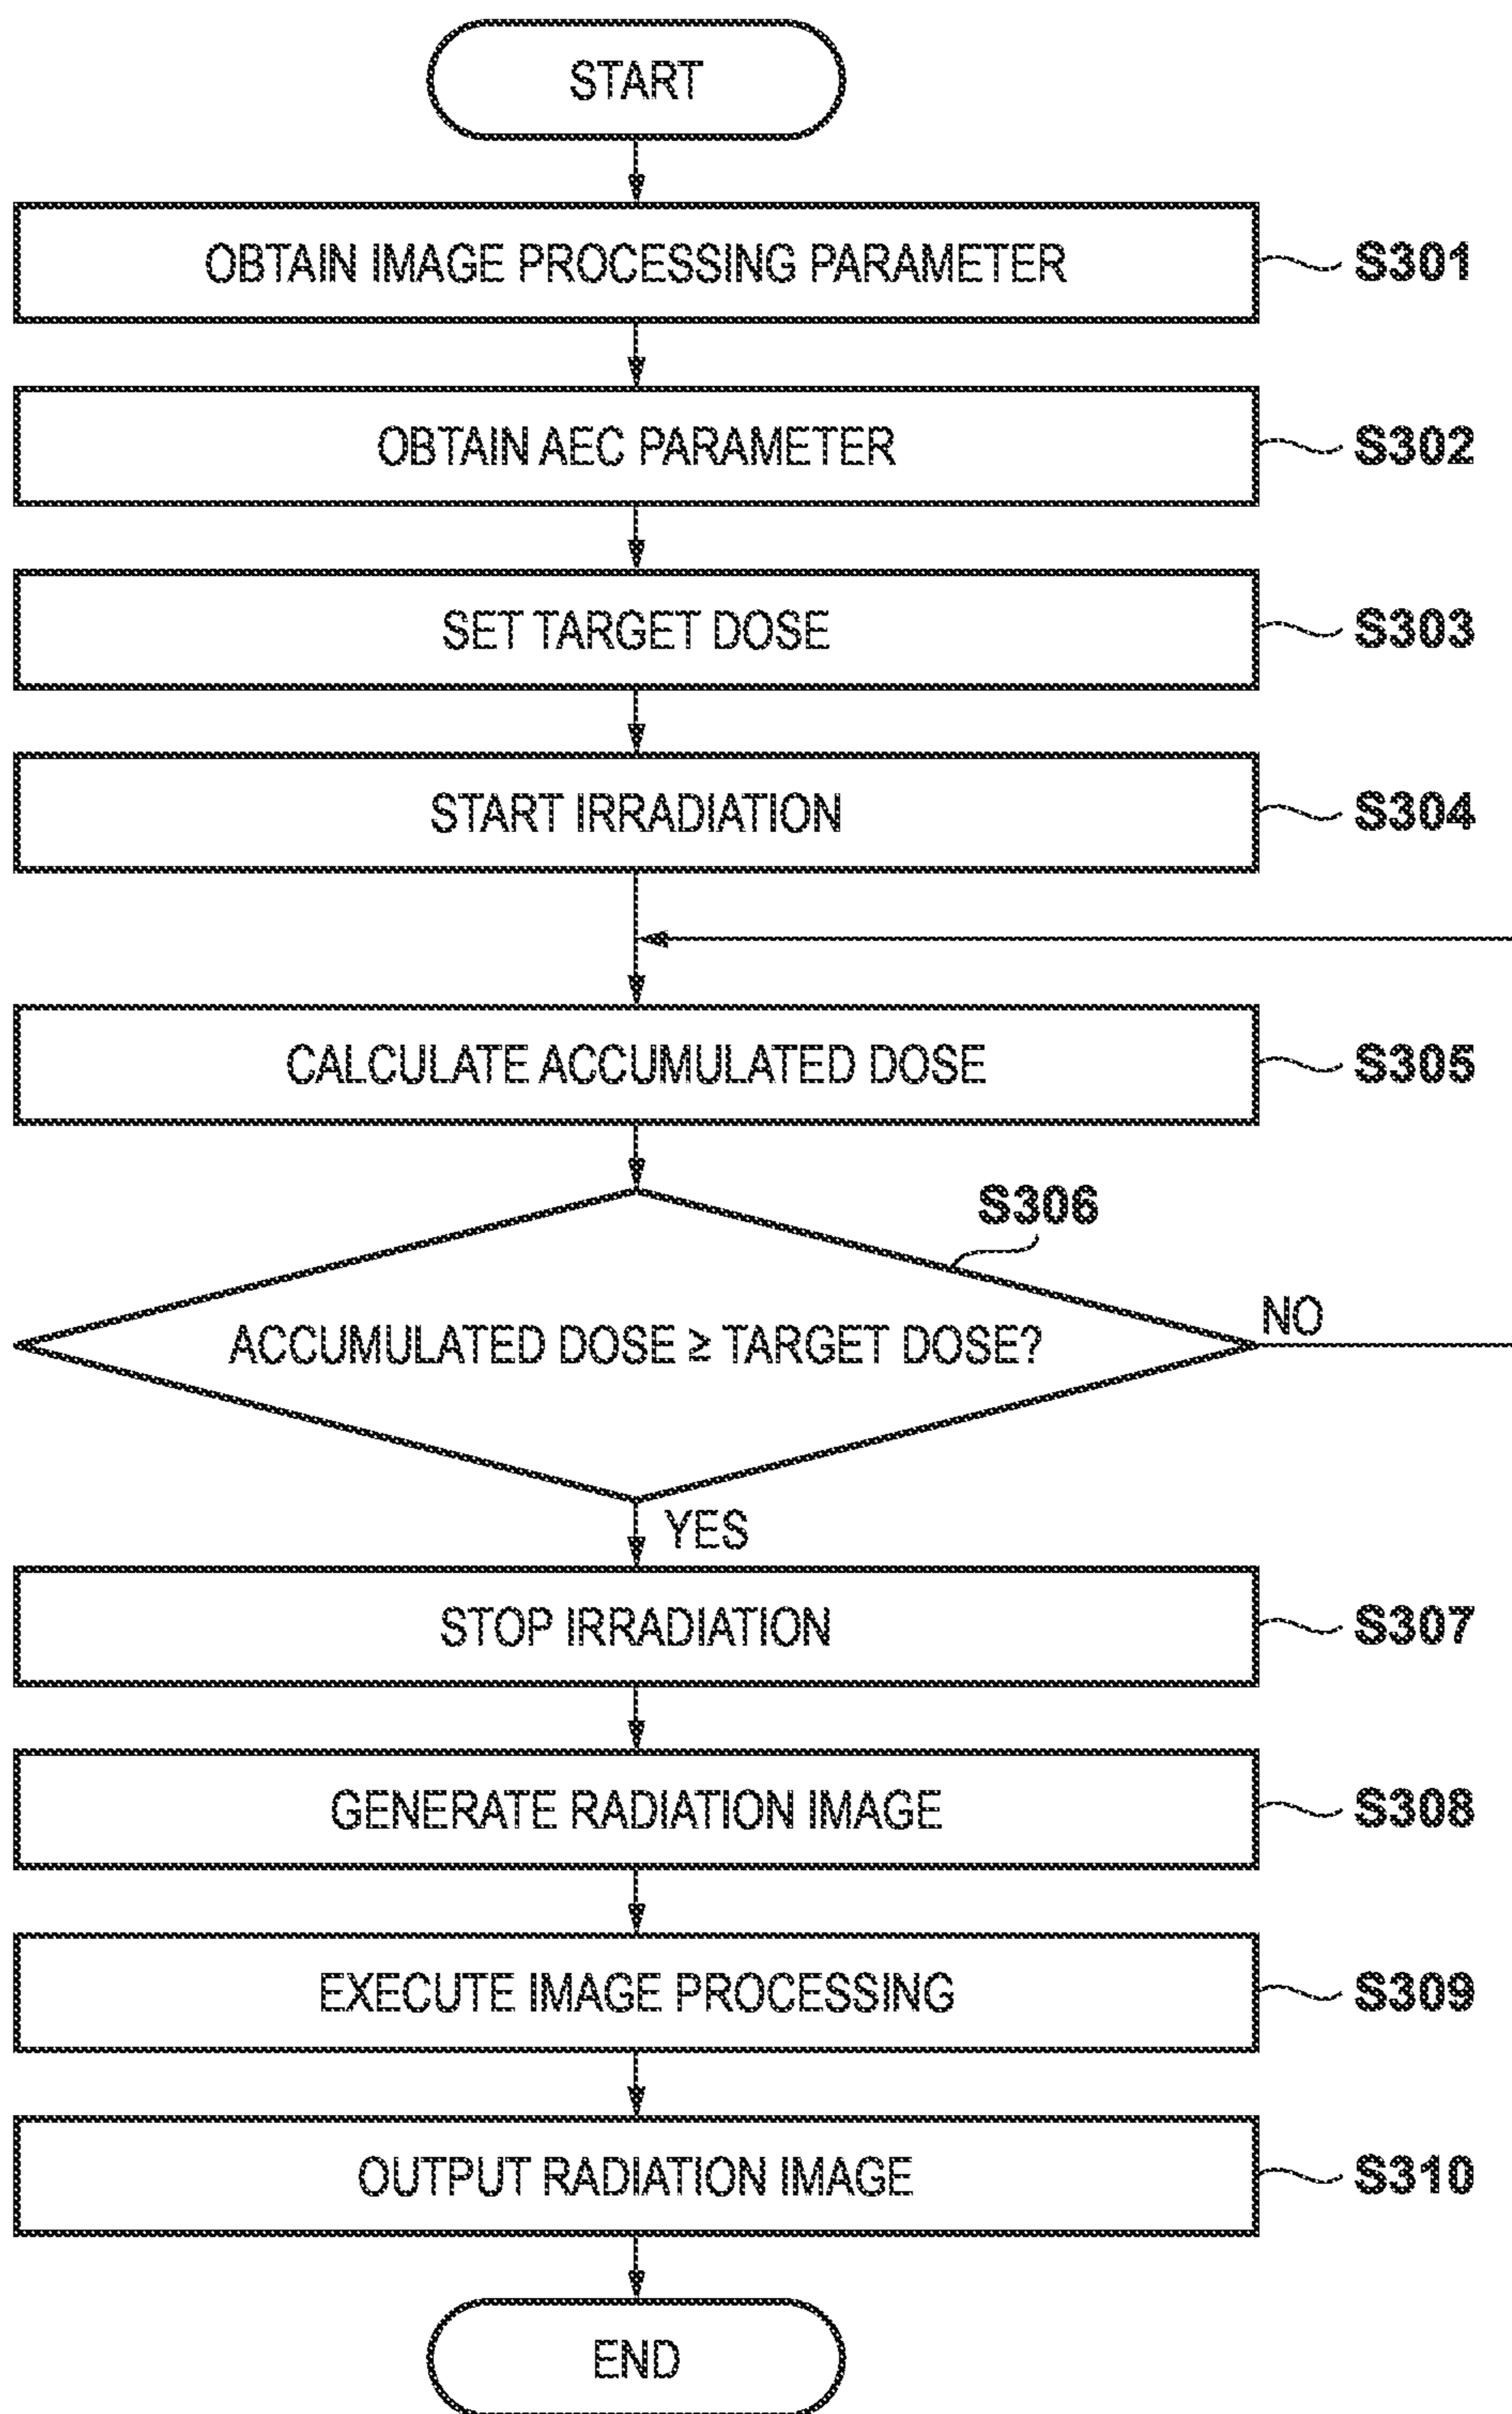 START
OBTAIN IMAGE PROCESSING PARAMETER
S301
OBTAIN AEC PARAMETER
S302
SET TARGET DOSE
S303
START IRRADIATION
S304
CALCULATE ACCUMULATED DOSE
S305
S306
ACCUMULATED DOSE ≥ TARGET DOSE?
NO
YES
STOP IRRADIATION
S307
GENERATE RADIATION IMAGE
S308
EXECUTE IMAGE PROCESSING
S309
OUTPUT RADIATION IMAGE
S310
END